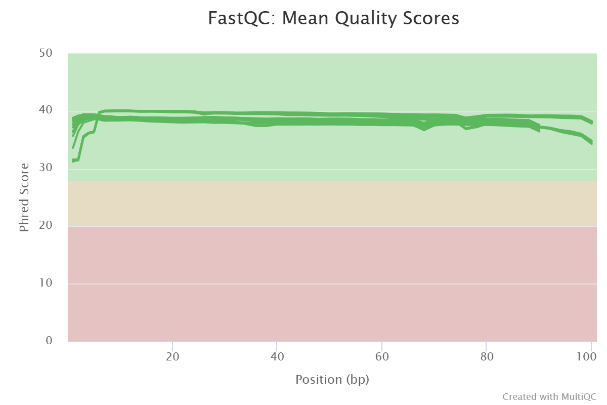 FastQC: Mean Quality Scores
50
40
30
20
10
0
Phred Score
20
40
60
80
100
Position (bp)
Created with MultiQC